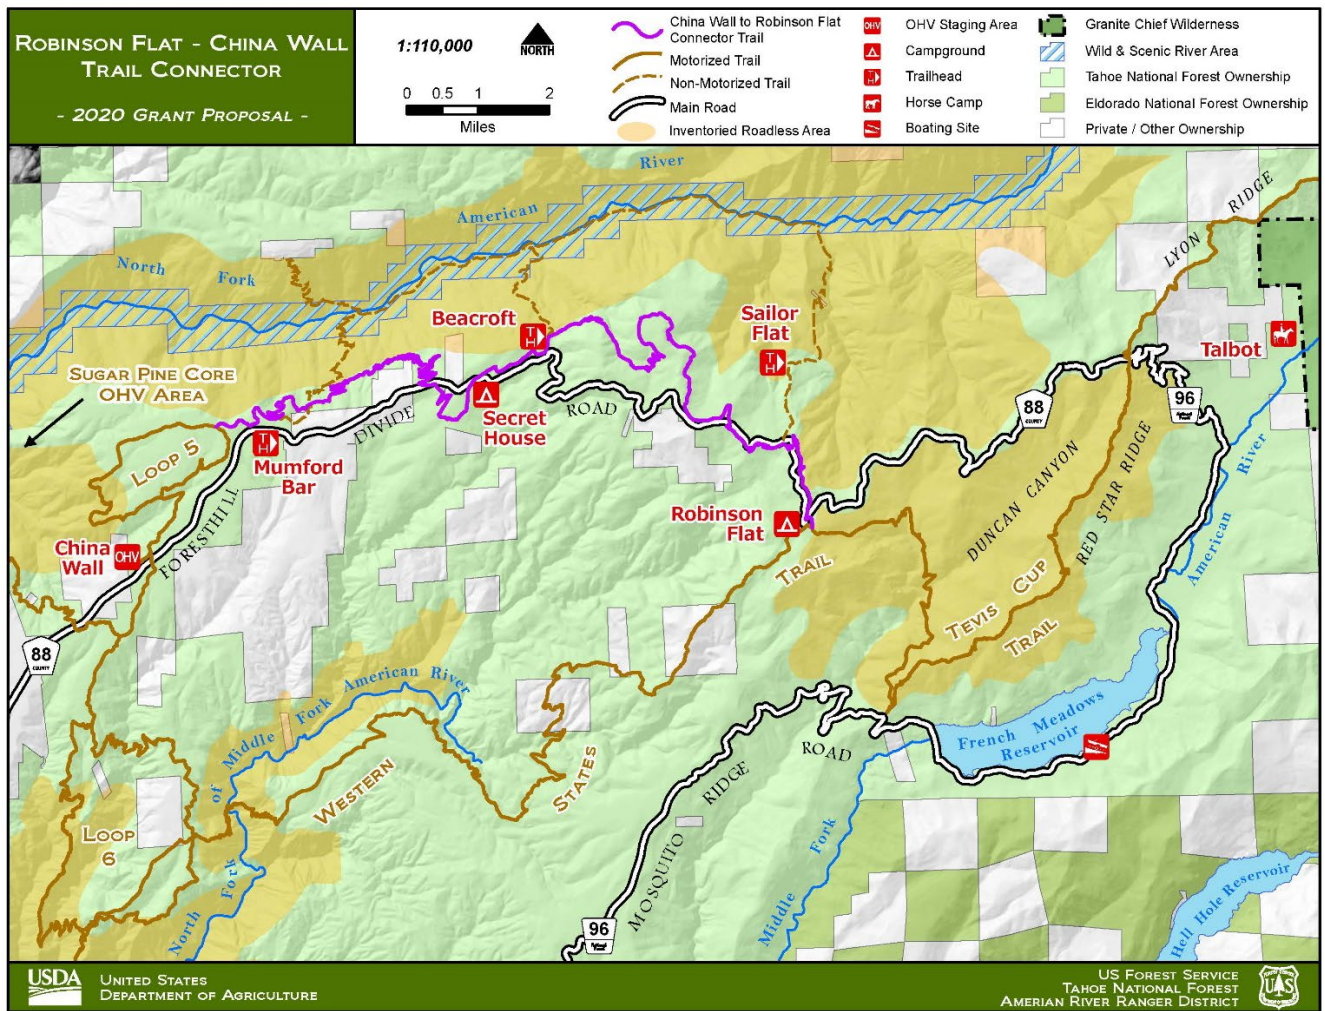 ROBINSON FLAT - CHINA WALL
TRAIL CONNECTOR
- 2020 GRANT PROPOSAL -
1:110,000
NORTH
0 0.5 1 2
Miles
China Wall to Robinson Flat
Connector Trail
Motorized Trail
Non-Motorized Trail
Main Road
Inventoried Roadless Area
OHV
OHV Staging Area
Campground
TH
Trailhead
Horse Camp
Boating Site
Granite Chief Wilderness
Wild & Scenic River Area
Tahoe National Forest Ownership
Eldorado National Forest Ownership
Private / Other Ownership
North Fork American River
LYON RIDGE
Beacroft
TH
Sailor
Flat
TH
Talbot
SUGAR PINE CORE
OHV AREA
Secret
House
FORESTHILL DIVIDE ROAD
88
COUNTY
96
LOOP 5
TH
Mumford
Bar
DUNCAN CANYON
RED STAR RIDGE
American River
Robinson
Flat
China
Wall
OHV
TRAIL
TEVIS CUP
TRAIL
88
COUNTY
North Fork of Middle Fork American River
French Meadows
Reservoir
WESTERN STATES
MOSQUITO RIDGE ROAD
LOOP
6
Middle Fork
96
Hell Hole Reservoir
USDA
UNITED STATES
DEPARTMENT OF AGRICULTURE
US FOREST SERVICE
TAHOE NATIONAL FOREST
AMERIAN RIVER RANGER DISTRICT
US